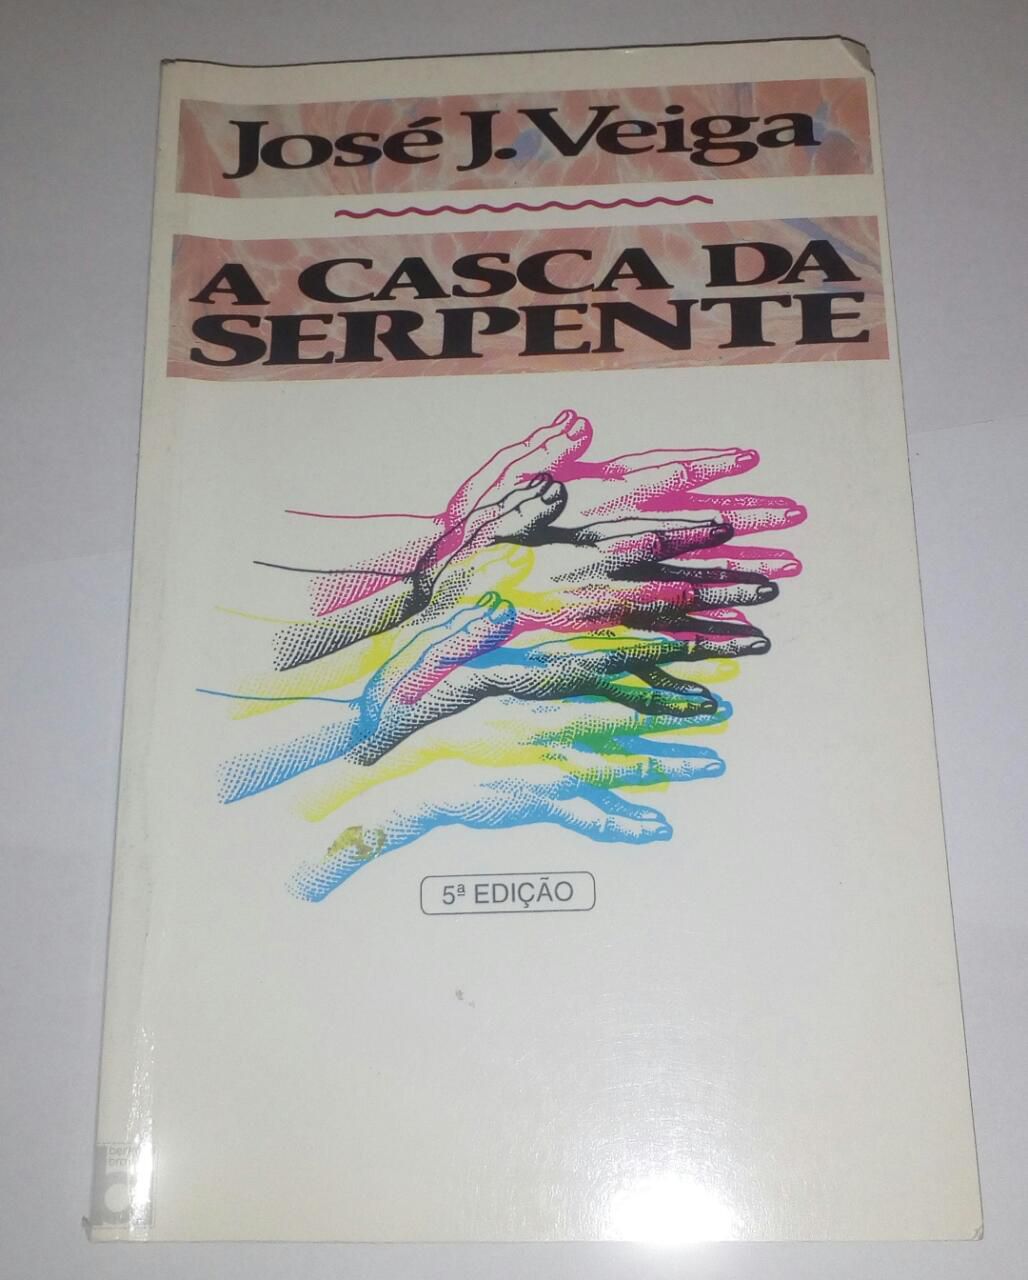 José J. Veiga
A CASCA DA
SERPENTE
5ª EDIÇÃO